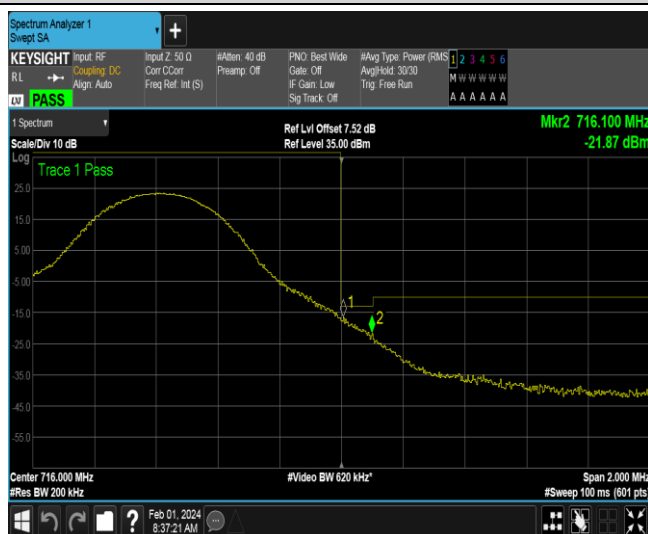 Spectrum Analyzer 1
Swept SA
+
KEYSIGHT
RL
LXI PASS
Input: RF
Coupling: DC
Align: Auto
Input Z: 50 Ω
Corr CCorr
Freq Ref: Int (S)
#Atten: 40 dB
Preamp: Off
PNO: Best Wide
Gate: Off
IF Gain: Low
Sig Track: Off
#Avg Type: Power (RMS
Avg|Hold: 30/30
Trig: Free Run
1 2 3 4 5 6
M W W W W W
A A A A A A
1 Spectrum
Scale/Div 10 dB
Ref Lvl Offset 7.52 dB
Ref Level 35.00 dBm
Mkr2 716.100 MHz
-21.87 dBm
Log
Trace 1 Pass
25.0
15.0
5.00
-5.00
-15.0
-25.0
-35.0
-45.0
-55.0
1
2
Center 716.000 MHz
#Res BW 200 kHz
#Video BW 620 kHz*
Span 2.000 MHz
#Sweep 100 ms (601 pts)
?
Feb 01, 2024
8:37:21 AM